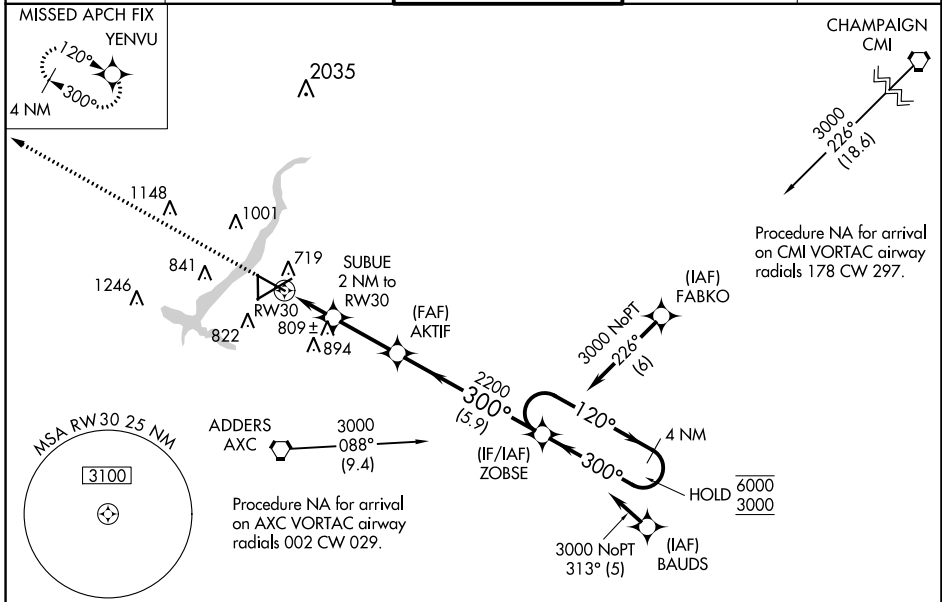 MISSED APCH FIX
YENVU
120°
300°
4 NM
2035
CHAMPAIGN
CMI
3000
226°
(18.6)
Procedure NA for arrival
on CMI VORTAC airway
radials 178 CW 297.
1148
1001
841
719
1246
RW30
822
809 ±
894
SUBUE
2 NM to
RW30
(FAF)
AKTIF
(IAF)
FABKO
3000 NoPT
226°
(6)
2200
300°
(5.9)
120°
4 NM
300°
(IF/IAF)
ZOBSE
HOLD
6000
3000
3000 NoPT
313° (5)
(IAF)
BAUDS
MSA RW30 25 NM
3100
ADDERS
AXC
3000
088°
(9.4)
Procedure NA for arrival
on AXC VORTAC airway
radials 002 CW 029.